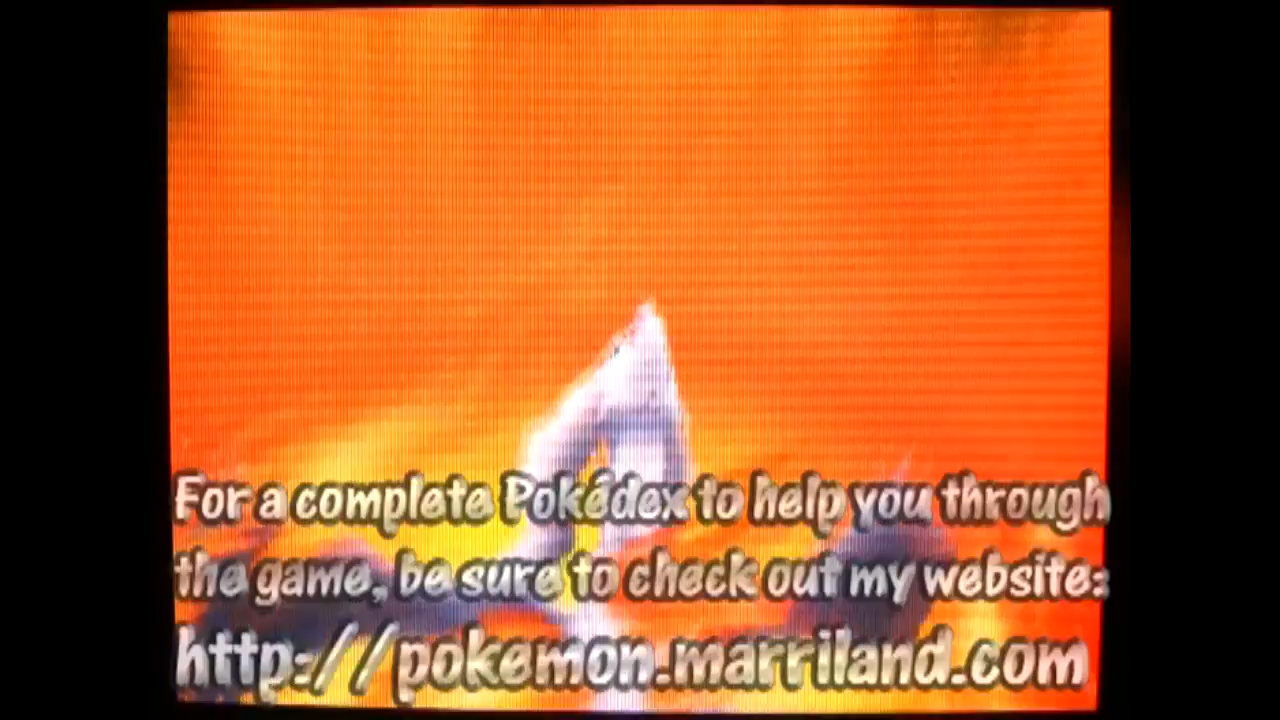 For a complete Pokédex to help you through
the game, be sure to check out my website:
http://pokemon.marriland.com